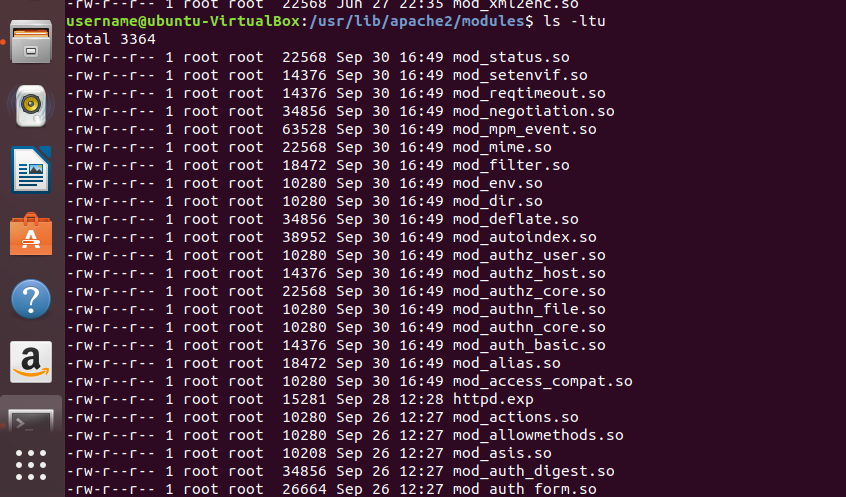 -rw-r--r-- 1 root root  22568 Jun 27 22:35 mod_xml2enc.so
username@ubuntu-VirtualBox:/usr/lib/apache2/modules$ ls -ltu
total 3364
-rw-r--r-- 1 root root  22568 Sep 30 16:49 mod_status.so
-rw-r--r-- 1 root root  14376 Sep 30 16:49 mod_setenvif.so
-rw-r--r-- 1 root root  14376 Sep 30 16:49 mod_reqtimeout.so
-rw-r--r-- 1 root root  34856 Sep 30 16:49 mod_negotiation.so
-rw-r--r-- 1 root root  63528 Sep 30 16:49 mod_mpm_event.so
-rw-r--r-- 1 root root  22568 Sep 30 16:49 mod_mime.so
-rw-r--r-- 1 root root  18472 Sep 30 16:49 mod_filter.so
-rw-r--r-- 1 root root  10280 Sep 30 16:49 mod_env.so
-rw-r--r-- 1 root root  10280 Sep 30 16:49 mod_dir.so
-rw-r--r-- 1 root root  34856 Sep 30 16:49 mod_deflate.so
-rw-r--r-- 1 root root  38952 Sep 30 16:49 mod_autoindex.so
-rw-r--r-- 1 root root  10280 Sep 30 16:49 mod_authz_user.so
-rw-r--r-- 1 root root  14376 Sep 30 16:49 mod_authz_host.so
-rw-r--r-- 1 root root  22568 Sep 30 16:49 mod_authz_core.so
-rw-r--r-- 1 root root  10280 Sep 30 16:49 mod_authn_file.so
-rw-r--r-- 1 root root  10280 Sep 30 16:49 mod_authn_core.so
-rw-r--r-- 1 root root  14376 Sep 30 16:49 mod_auth_basic.so
-rw-r--r-- 1 root root  18472 Sep 30 16:49 mod_alias.so
-rw-r--r-- 1 root root  10280 Sep 30 16:49 mod_access_compat.so
-rw-r--r-- 1 root root  15281 Sep 28 12:28 httpd.exp
-rw-r--r-- 1 root root  10280 Sep 26 12:27 mod_actions.so
-rw-r--r-- 1 root root  10280 Sep 26 12:27 mod_allowmethods.so
-rw-r--r-- 1 root root  10208 Sep 26 12:27 mod_asis.so
-rw-r--r-- 1 root root  34856 Sep 26 12:27 mod_auth_digest.so
-rw-r--r-- 1 root root  26664 Sep 26 12:27 mod_auth_form.so